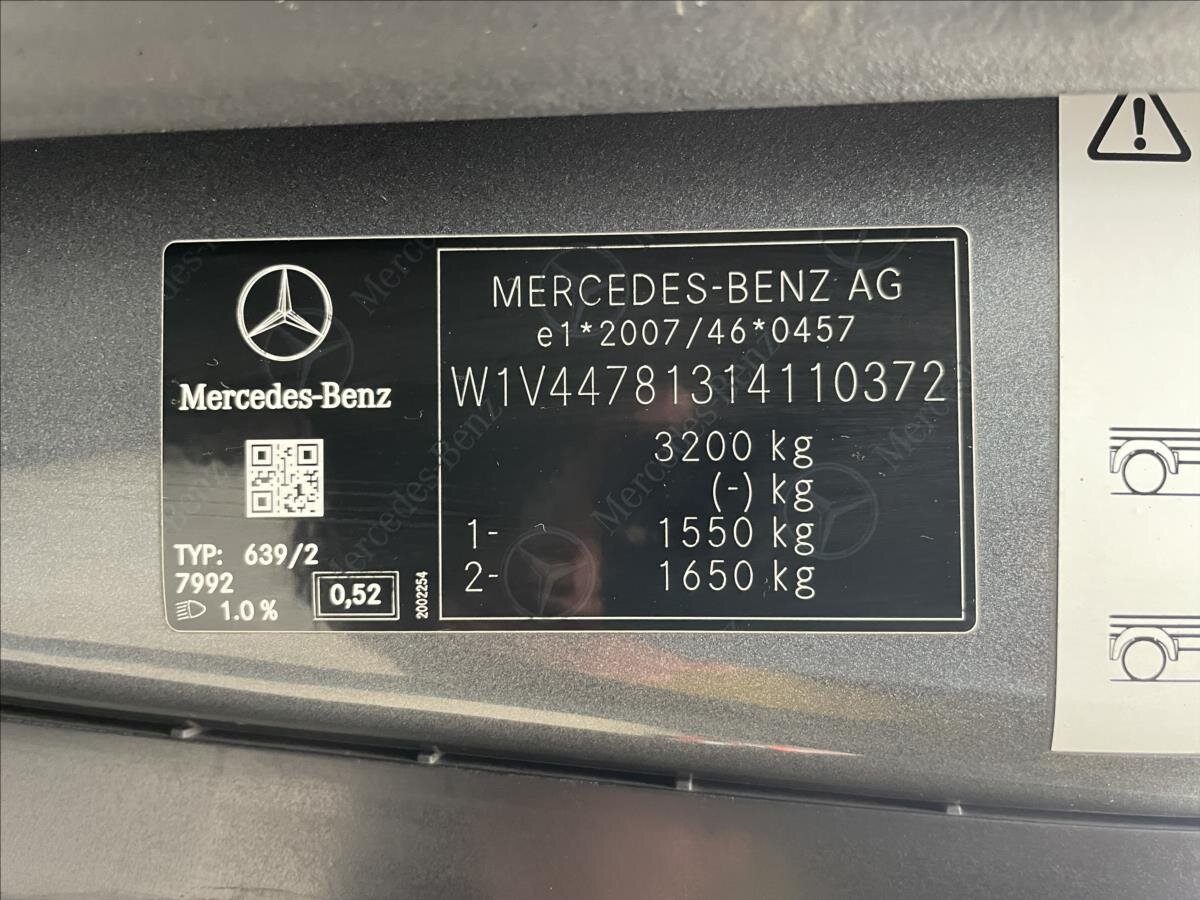 MERCEDES-BENZ AG
e1*2007/46*0457
W1V44781314110372
3200 kg
(-) kg
1- 1550 kg
2- 1650 kg
Mercedes-Benz
TYP: 639/2
7992
1.0 %
0,52
2002254